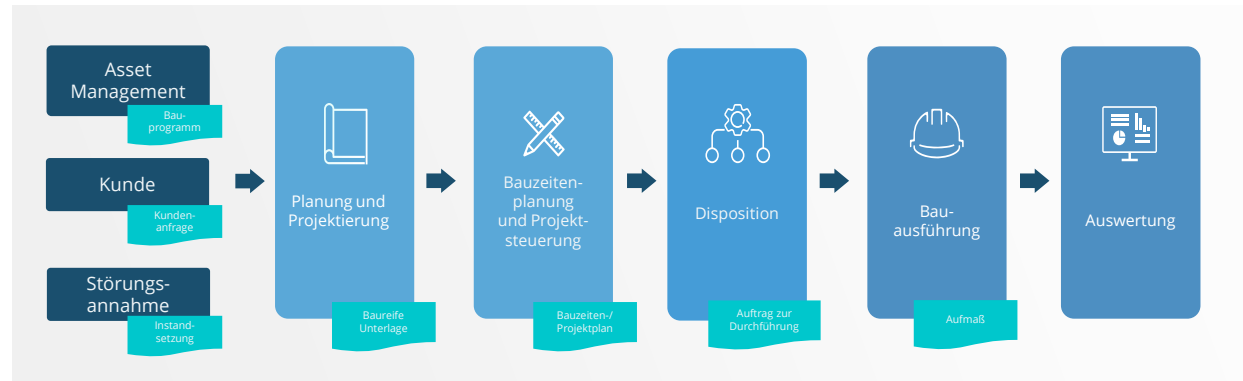 Asset
Management
Bau-
programm
Kunde
Kunden-
anfrage
Störungs-
annahme
Instand-
setzung
Planung und
Projektierung
Baureife
Unterlage
Bauzeiten-
planung
und Projekt-
steuerung
Bauzeiten-/
Projektplan
Disposition
Auftrag zur
Durchführung
Bau-
ausführung
Aufmaß
Auswertung